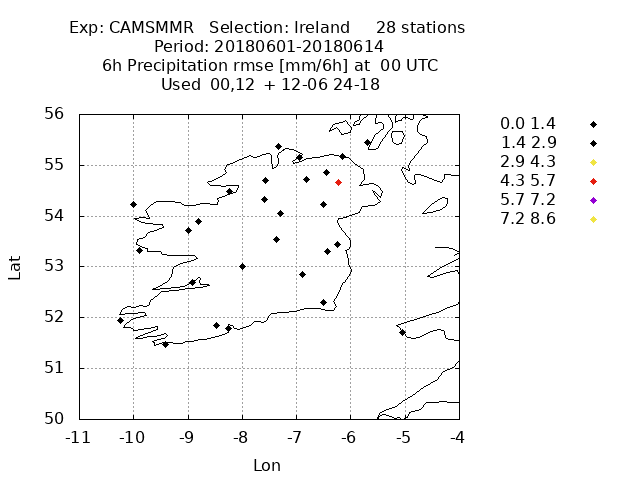 Exp: CAMSMMR   Selection: Ireland     28 stations
Period: 20180601-20180614
6h Precipitation rmse [mm/6h] at  00 UTC
Used  00,12  + 12-06 24-18
56
55
54
53
52
51
50
-11 -10 -9 -8 -7 -6 -5 -4
Lat
Lon
0.0 1.4
1.4 2.9
2.9 4.3
4.3 5.7
5.7 7.2
7.2 8.6